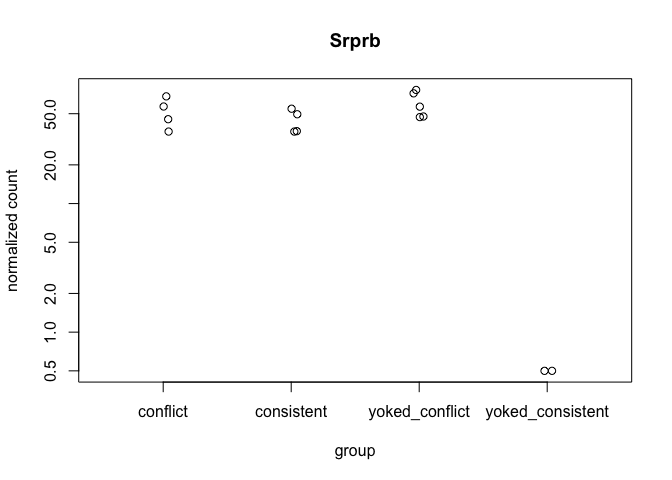 Srprb
normalized count
50.0
20.0
5.0
2.0
1.0
0.5
conflict
consistent
yoked_conflict
yoked_consistent
group